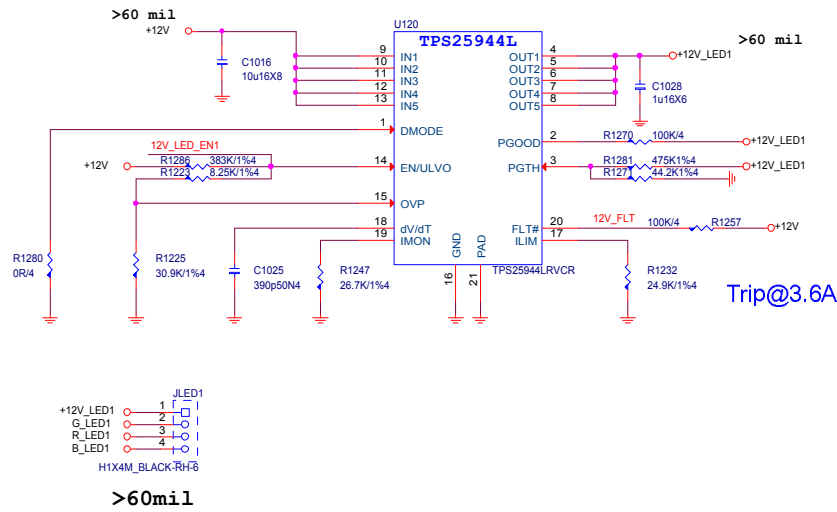 >60 mil
+12V
C1016
10u16X8
U120
TPS25944L
9 IN1 OUT1 4
10 IN2 OUT2 5
11 IN3 OUT3 6
12 IN4 OUT4 7
13 IN5 OUT5 8
+12V_LED1
>60 mil
C1028
1u16X6
1 DMODE
PGOOD 2 R1270 100K/4 +12V_LED1
12V_LED_EN1
+12V R1286 383K/1%4
R1223 8.25K/1%4
14 EN/ULVO
PGTH 3 R1281 475K1%4 +12V_LED1
R1277 44.2K1%4
15 OVP
18 dV/dT
19 IMON
FLT# 20 12V_FLT 100K/4 R1257 +12V
ILIM 17
GND PAD
16 21
TPS25944LRVCR
R1280
0R/4
R1225
30.9K/1%4
C1025
390p50N4
R1247
26.7K/1%4
R1232
24.9K/1%4
Trip@3.6A
JLED1
+12V_LED1 1
G_LED1 2
R_LED1 3
B_LED1 4
H1X4M_BLACK-RH-6
>60mil